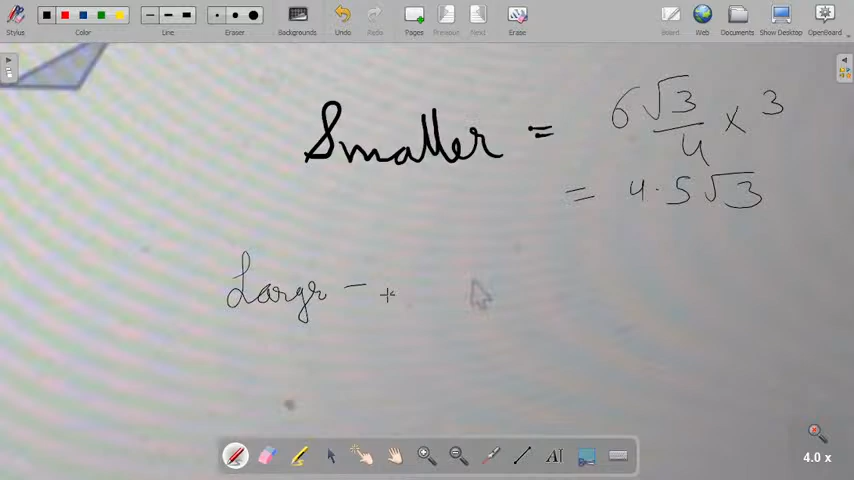 Stylus Color Line Eraser Backgrounds Undo Redo Pages Previous Next Erase Board Web Documents Show Desktop OpenBoard
Smaller = 6√3/4 × 3
= 4.5√3
Larger -
4.0 x